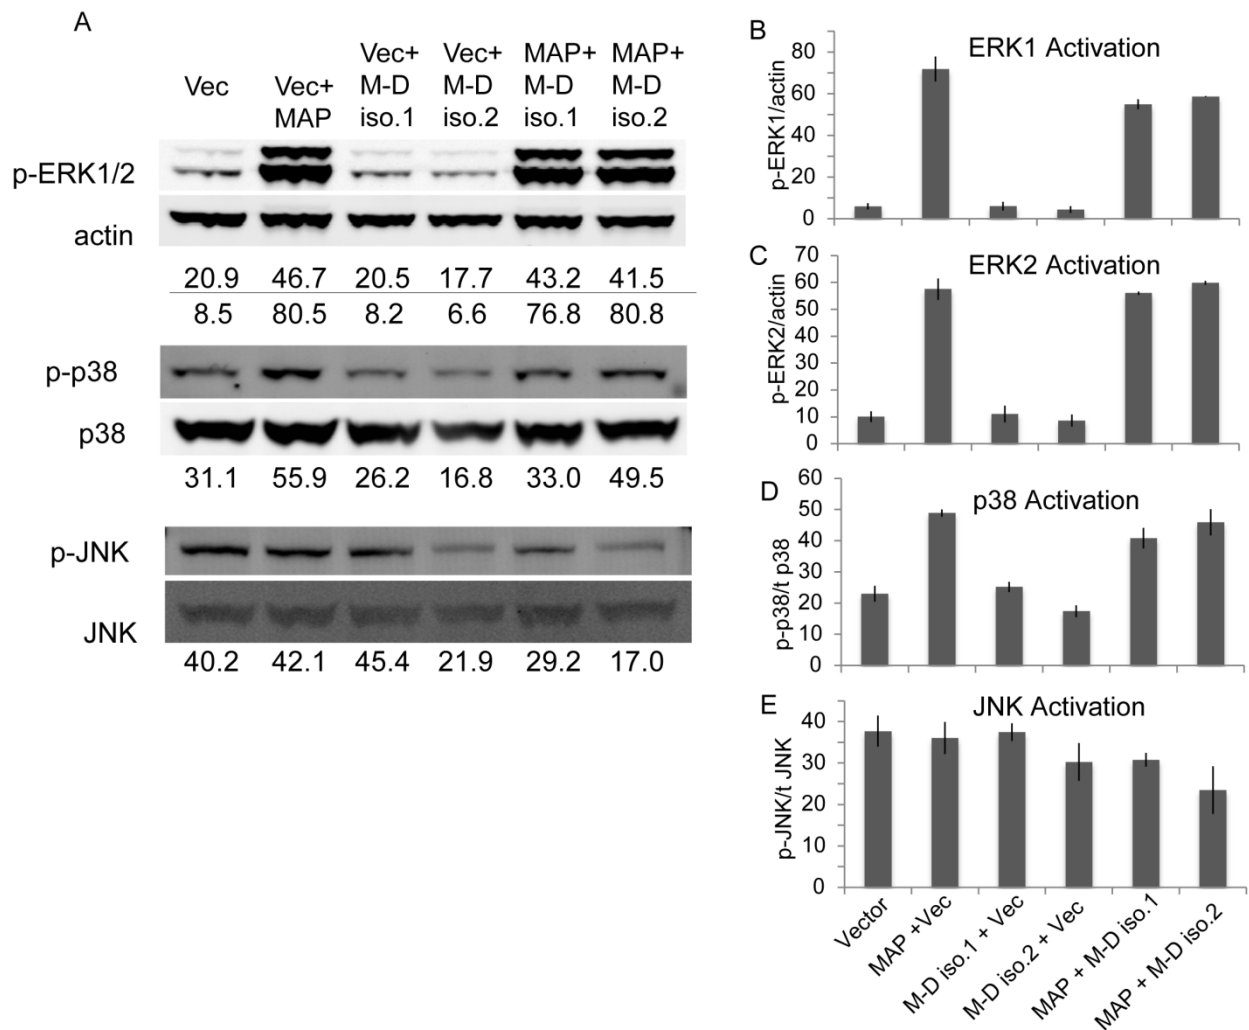 A
Vec
Vec+
MAP
Vec+
M-D
iso.1
Vec+
M-D
iso.2
MAP+
M-D
iso.1
MAP+
M-D
iso.2
p-ERK1/2
actin
20.9 46.7 20.5 17.7 43.2 41.5
8.5 80.5 8.2 6.6 76.8 80.8
p-p38
p38
31.1 55.9 26.2 16.8 33.0 49.5
p-JNK
JNK
40.2 42.1 45.4 21.9 29.2 17.0
B
ERK1 Activation
p-ERK1/actin
80
60
40
20
0
C
ERK2 Activation
p-ERK2/actin
70
60
50
40
30
20
10
0
D
p38 Activation
p-p38/t p38
60
50
40
30
20
10
0
E
JNK Activation
p-JNK/t JNK
40
30
20
10
0
Vector
MAP +Vec
M-D iso.1 + Vec
M-D iso.2 + Vec
MAP + M-D iso.1
MAP + M-D iso.2